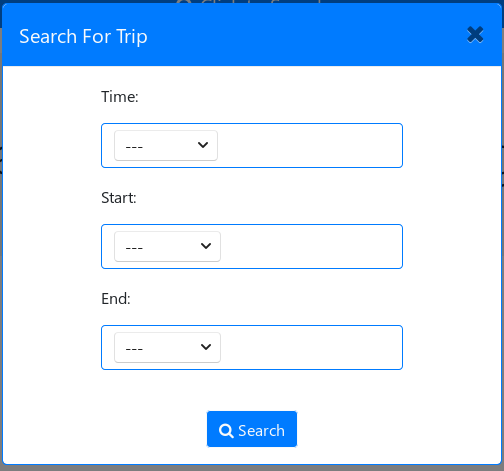 Search For Trip
Time:
---
Start:
---
End:
---
Search